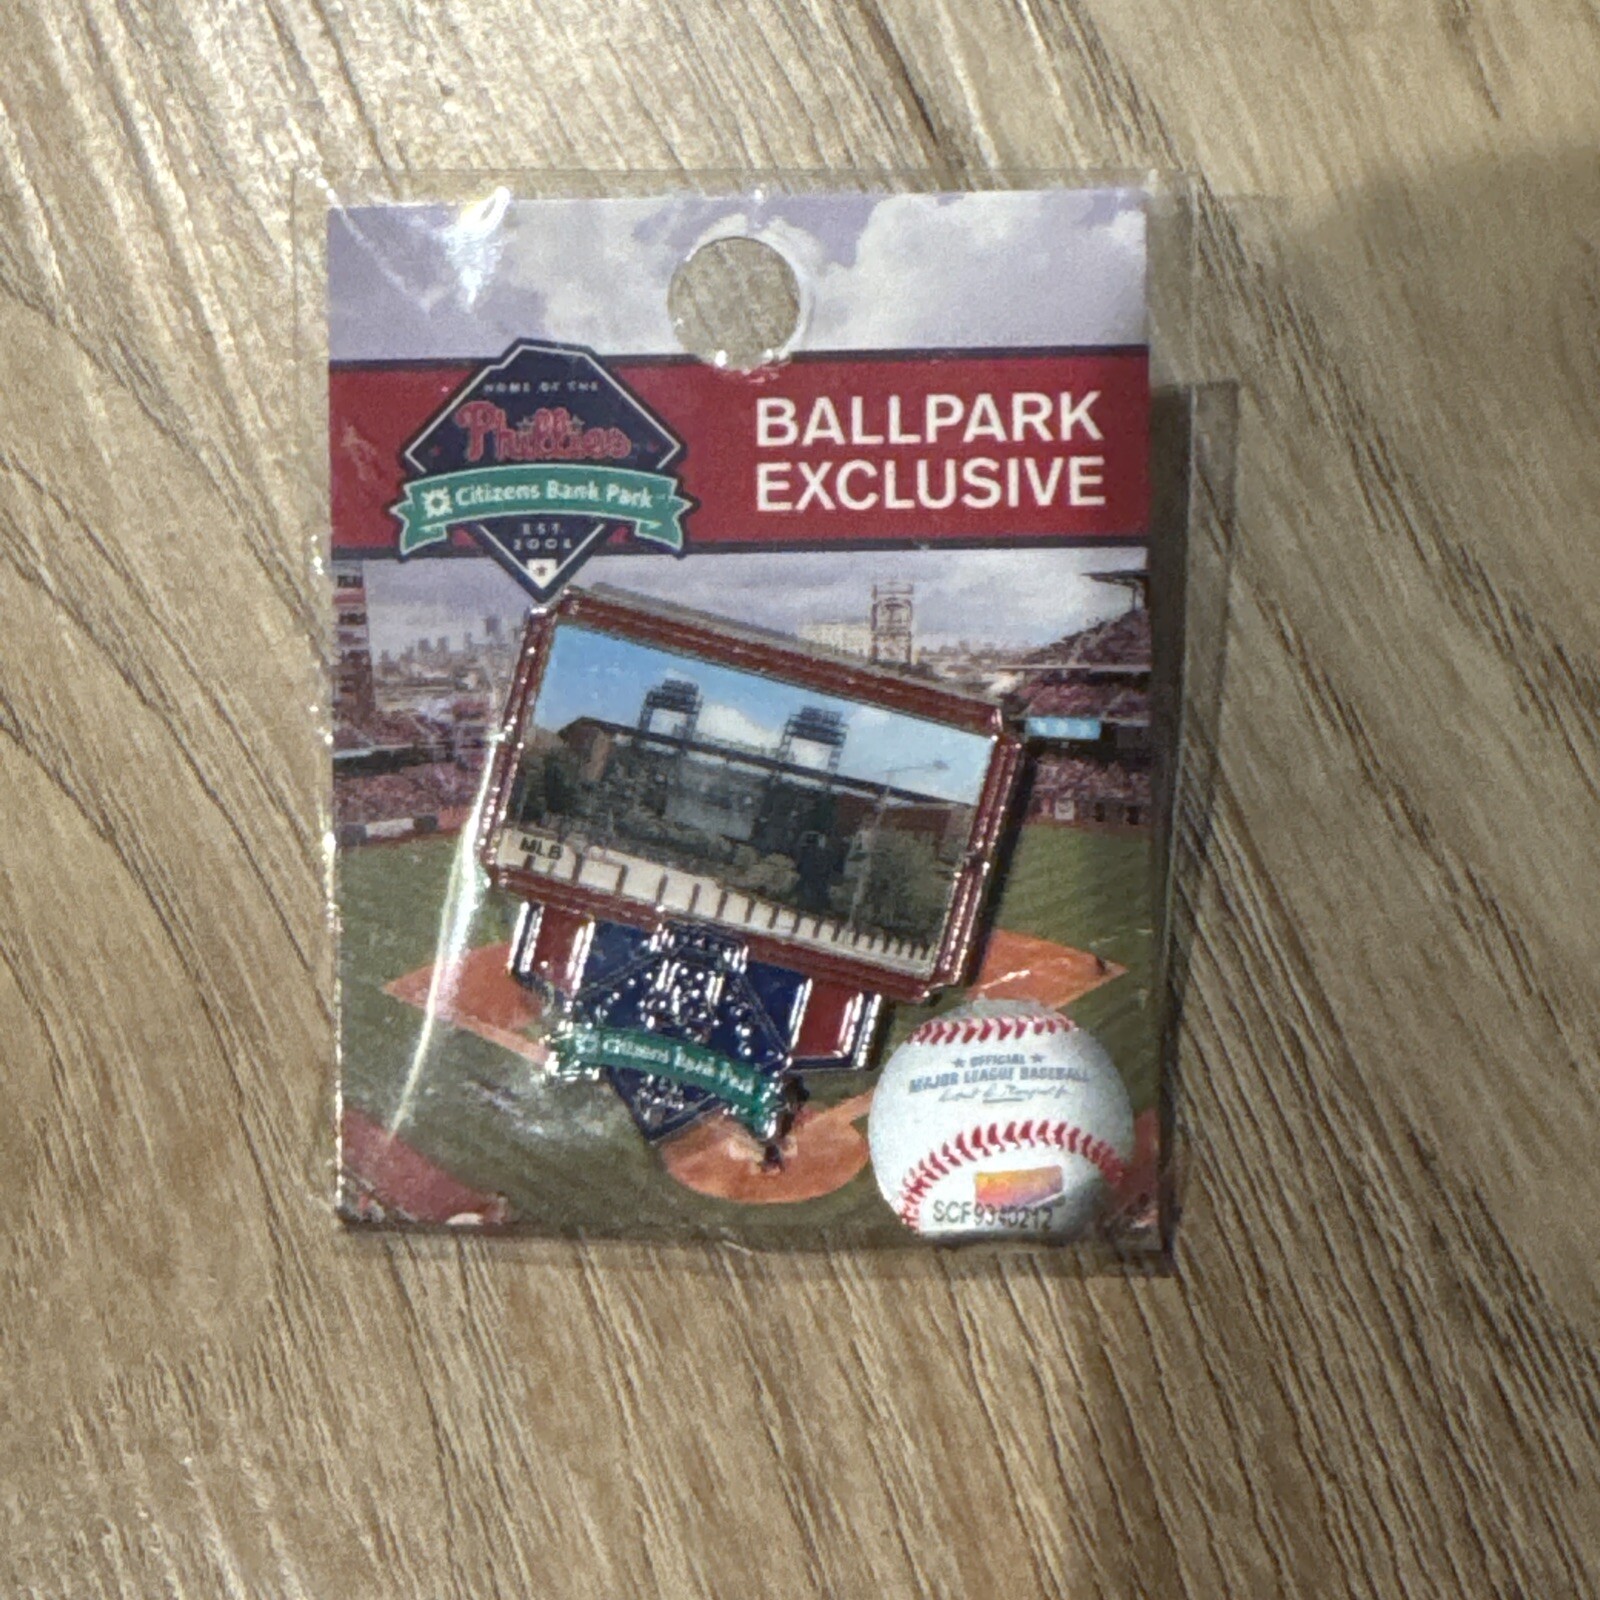 HOME OF THE
Phillies
Citizens Bank Park
EST.
2004
BALLPARK
EXCLUSIVE
MLB
Citizens Bank Park
★ OFFICIAL ★
MAJOR LEAGUE BASEBALL
SCF9340212